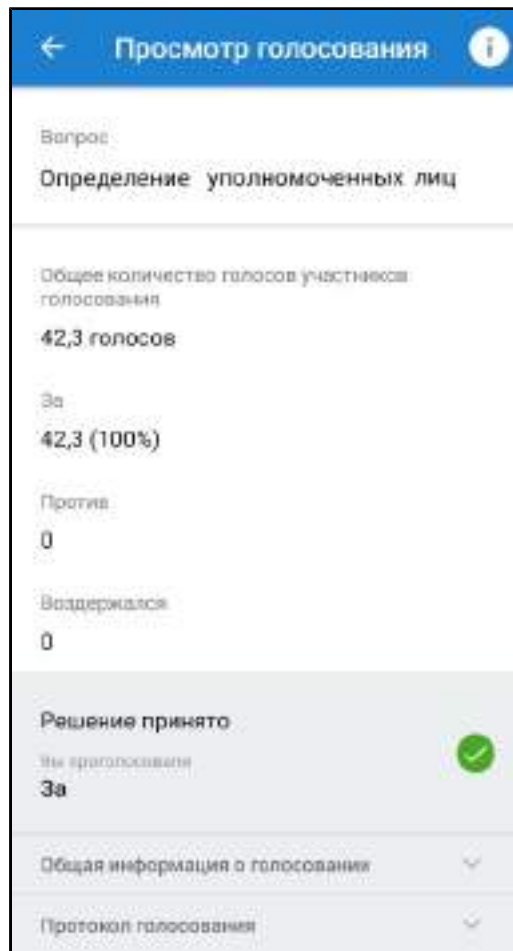 Просмотр голосования
Вопрос
Определение уполномоченных лиц
Общее количество голосов участников
голосования
42,3 голосов
За
42,3 (100%)
Против
0
Воздержался
0
Решение принято
Вы проголосовали
За
Общая информация о голосовании
Протокол голосования